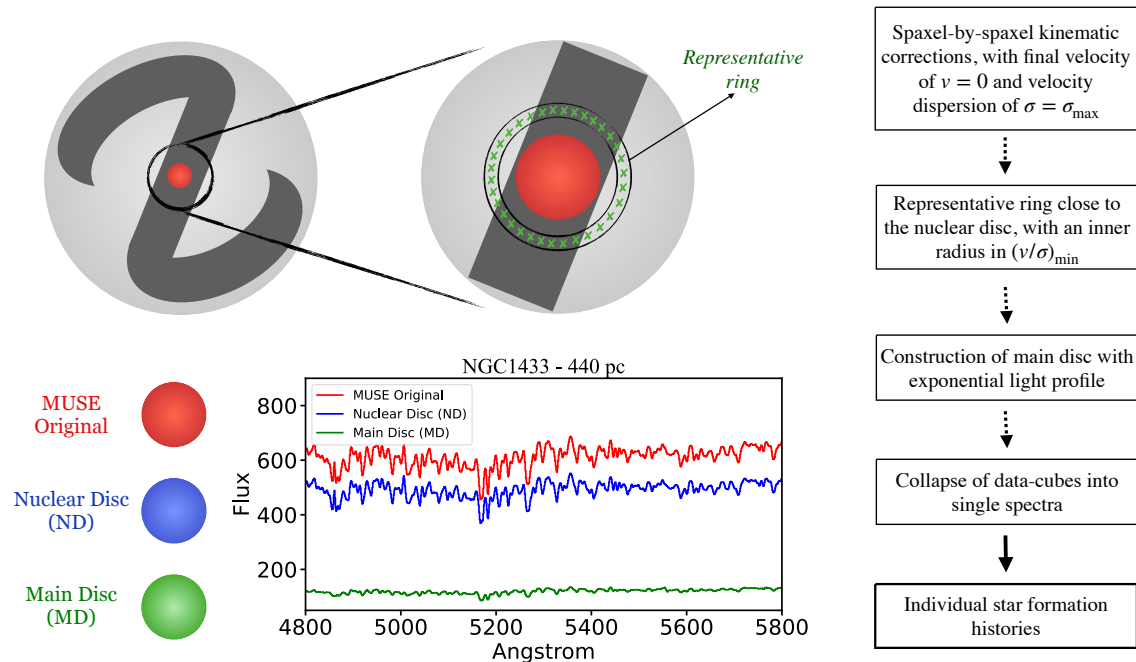 Representative
ring
Spaxel-by-spaxel kinematic
corrections, with final velocity
of v = 0 and velocity
dispersion of σ = σmax
Representative ring close to
the nuclear disc, with an inner
radius in (v/σ)min
Construction of main disc with
exponential light profile
Collapse of data-cubes into
single spectra
Individual star formation
histories
MUSE
Original
Nuclear Disc
(ND)
Main Disc
(MD)
NGC1433 - 440 pc
MUSE Original
Nuclear Disc (ND)
Main Disc (MD)
Flux
800
600
400
200
4800
5000
5200
5400
5600
5800
Angstrom